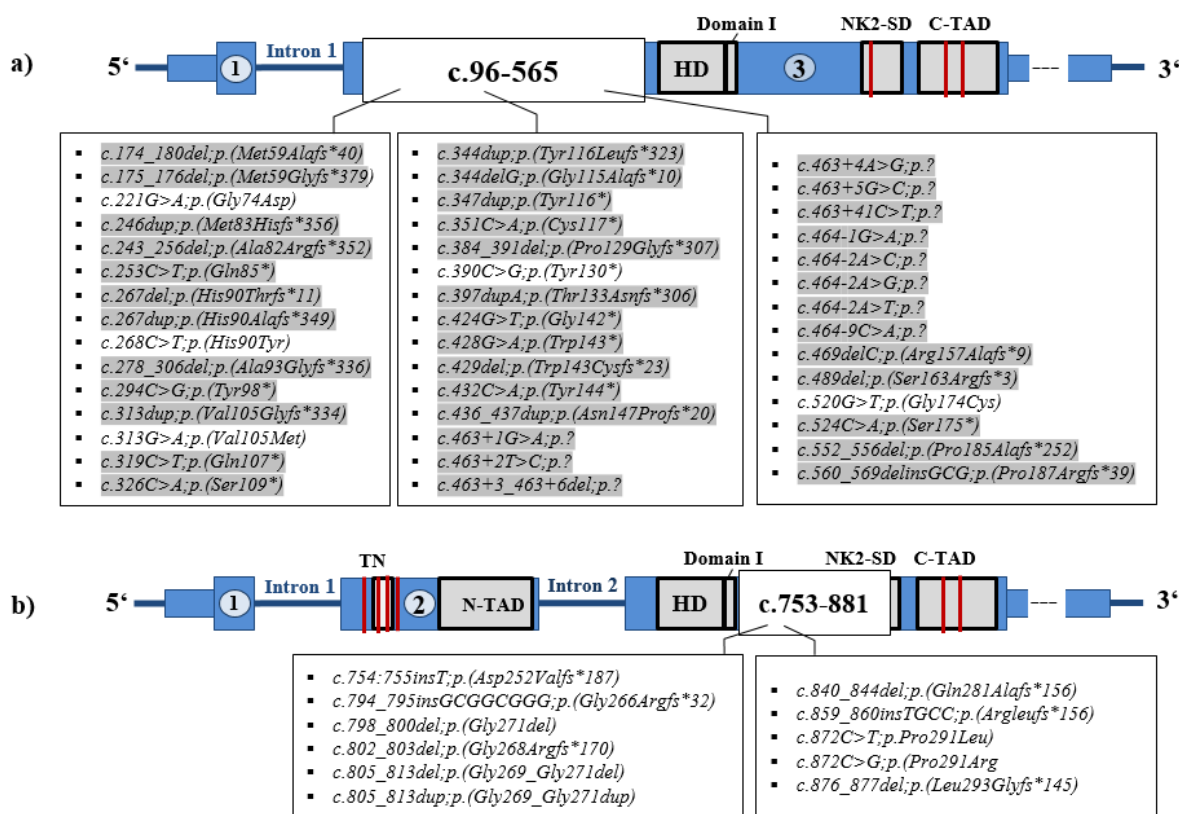 a)
5‘
1
Intron 1
c.96-565
HD
Domain I
3
NK2-SD
C-TAD
3‘
▪ c.174_180del;p.(Met59Alafs*40)
▪ c.175_176del;p.(Met59Glyfs*379)
▪ c.221G>A;p.(Gly74Asp)
▪ c.246dup;p.(Met83Hisfs*356)
▪ c.243_256del;p.(Ala82Argfs*352)
▪ c.253C>T;p.(Gln85*)
▪ c.267del;p.(His90Thrfs*11)
▪ c.267dup;p.(His90Alafs*349)
▪ c.268C>T;p.(His90Tyr)
▪ c.278_306del;p.(Ala93Glyfs*336)
▪ c.294C>G;p.(Tyr98*)
▪ c.313dup;p.(Val105Glyfs*334)
▪ c.313G>A;p.(Val105Met)
▪ c.319C>T;p.(Gln107*)
▪ c.326C>A;p.(Ser109*)
▪ c.344dup;p.(Tyr116Leufs*323)
▪ c.344delG;p.(Gly115Alafs*10)
▪ c.347dup;p.(Tyr116*)
▪ c.351C>A;p.(Cys117*)
▪ c.384_391del;p.(Pro129Glyfs*307)
▪ c.390C>G;p.(Tyr130*)
▪ c.397dupA;p.(Thr133Asnfs*306)
▪ c.424G>T;p.(Gly142*)
▪ c.428G>A;p.(Trp143*)
▪ c.429del;p.(Trp143Cysfs*23)
▪ c.432C>A;p.(Tyr144*)
▪ c.436_437dup;p.(Asn147Profs*20)
▪ c.463+1G>A;p.?
▪ c.463+2T>C;p.?
▪ c.463+3_463+6del;p.?
▪ c.463+4A>G;p.?
▪ c.463+5G>C;p.?
▪ c.463+41C>T;p.?
▪ c.464-1G>A;p.?
▪ c.464-2A>C;p.?
▪ c.464-2A>G;p.?
▪ c.464-2A>T;p.?
▪ c.464-9C>A;p.?
▪ c.469delC;p.(Arg157Alafs*9)
▪ c.489del;p.(Ser163Argfs*3)
▪ c.520G>T;p.(Gly174Cys)
▪ c.524C>A;p.(Ser175*)
▪ c.552_556del;p.(Pro185Alafs*252)
▪ c.560_569delinsGCG;p.(Pro187Argfs*39)
b)
5‘
1
Intron 1
TN
2
N-TAD
Intron 2
HD
Domain I
c.753-881
NK2-SD
C-TAD
3‘
▪ c.754:755insT;p.(Asp252Valfs*187)
▪ c.794_795insGCGGCGGG;p.(Gly266Argfs*32)
▪ c.798_800del;p.(Gly271del)
▪ c.802_803del;p.(Gly268Argfs*170)
▪ c.805_813del;p.(Gly269_Gly271del)
▪ c.805_813dup;p.(Gly269_Gly271dup)
▪ c.840_844del;p.(Gln281Alafs*156)
▪ c.859_860insTGCC;p.(Argleufs*156)
▪ c.872C>T;p.Pro291Leu)
▪ c.872C>G;p.(Pro291Arg
▪ c.876_877del;p.(Leu293Glyfs*145)